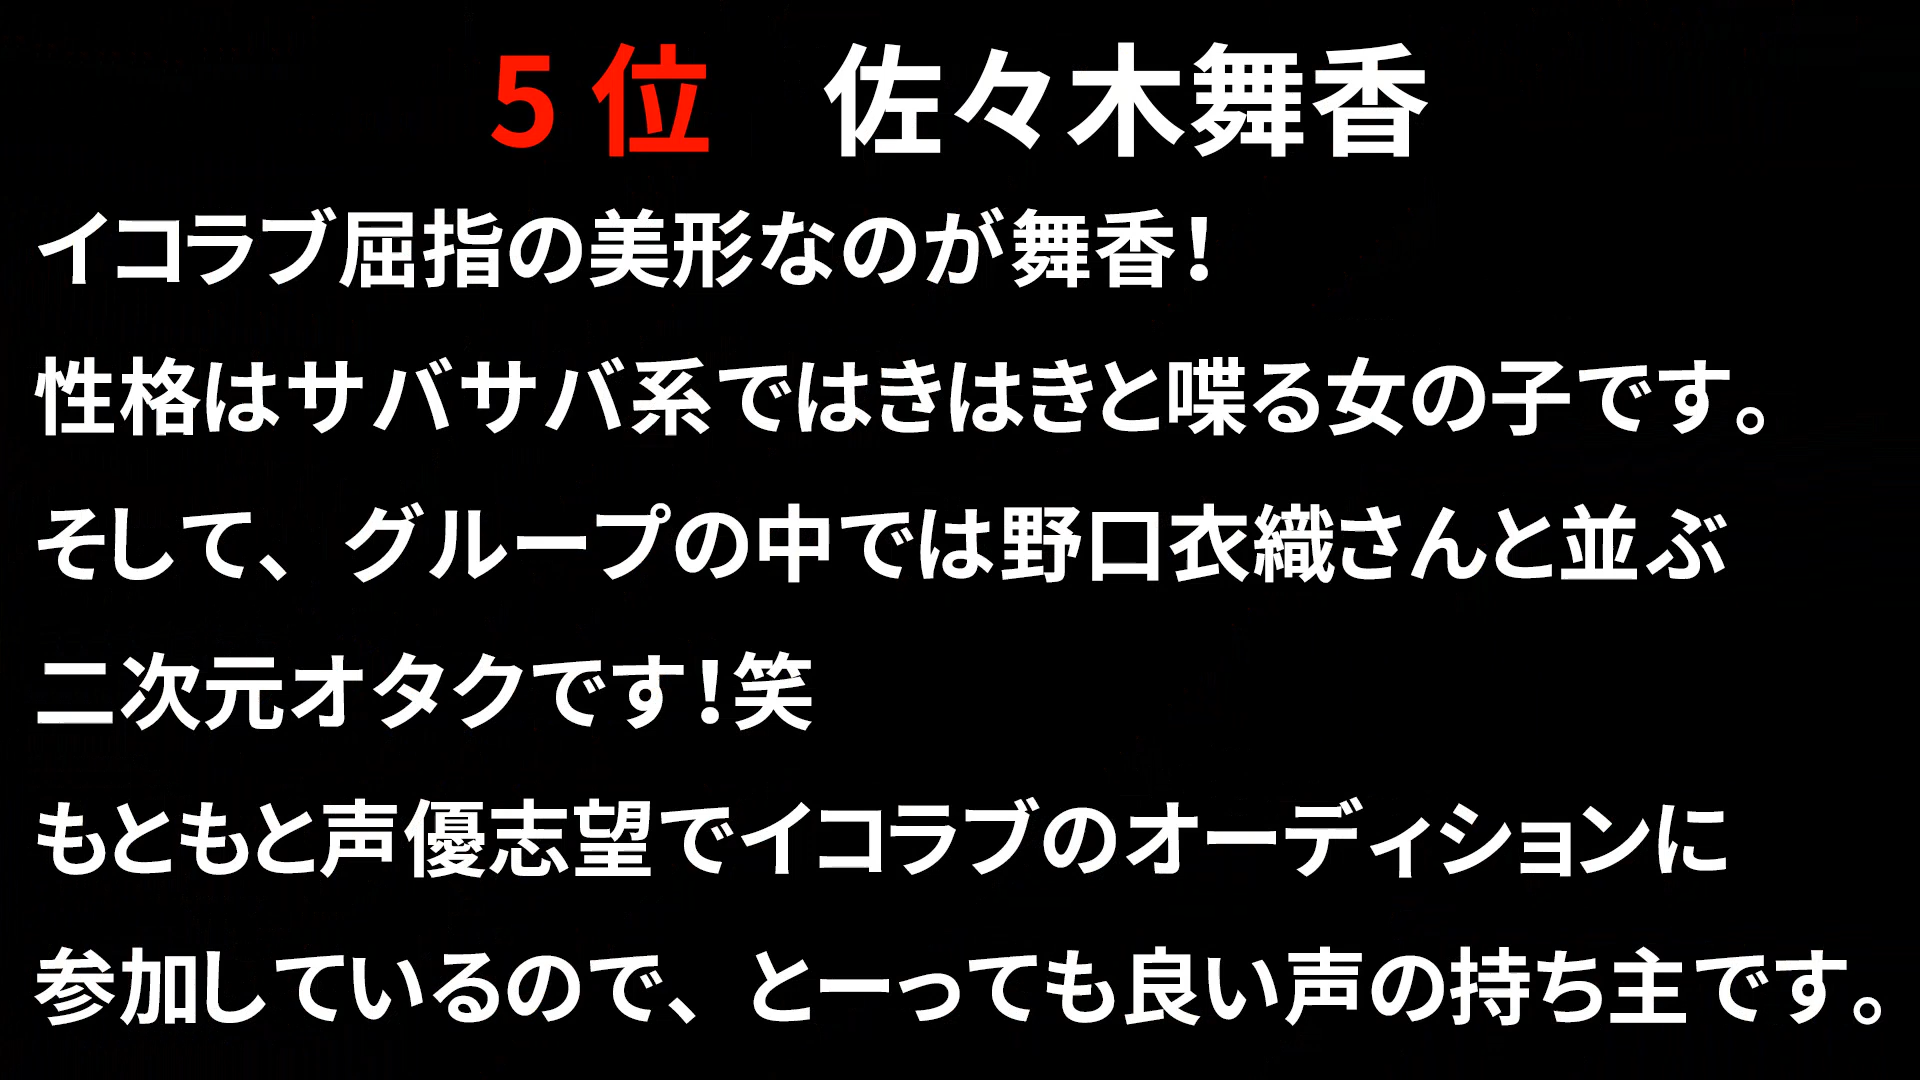 5位　佐々木舞香
イコラブ屈指の美形なのが舞香！
性格はサバサバ系ではきはきと喋る女の子です。
そして、グループの中では野口衣織さんと並ぶ
二次元オタクです！笑
もともと声優志望でイコラブのオーディションに
参加しているので、とーっても良い声の持ち主です。